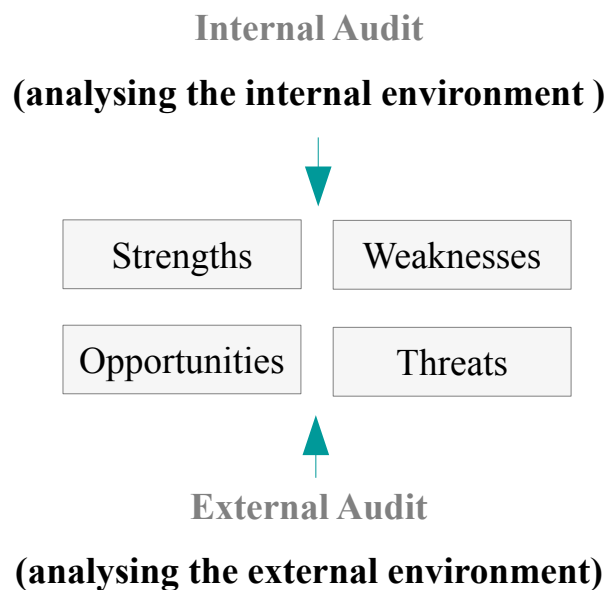 Internal Audit
(analysing the internal environment )
Strengths Weaknesses
Opportunities Threats
External Audit
(analysing the external environment)